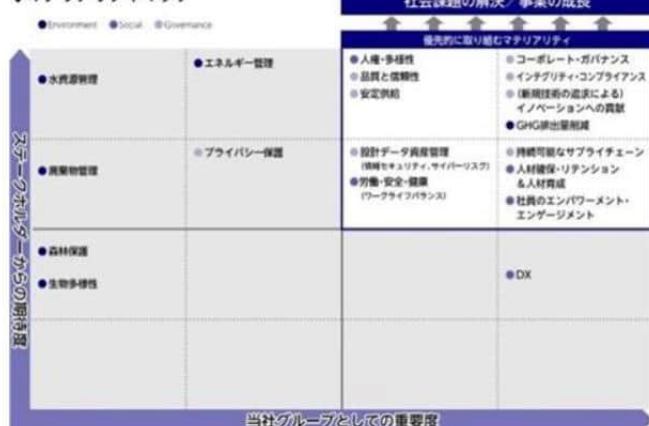 社会課題の解決／事業の成長
●Environment ●Social ●Governance
優先的に取り組むマテリアリティ
●水資源管理
●エネルギー管理
●人権・多様性
●品質と信頼性
●安定供給
●コーポレート・ガバナンス
●インテグリティ・コンプライアンス
●(新規技術の追求による)
イノベーションへの貢献
●GHG排出量削減
●廃棄物管理
●プライバシー保護
●設計データ資産管理
(情報セキュリティ、サイバーリスク)
●労働・安全・健康
(ワークライフバランス)
●持続可能なサプライチェーン
●人材確保・リテンション
&人材育成
●社員のエンパワーメント・
エンゲージメント
●森林保護
●生物多様性
●DX
ステークホルダーからの期待度
当社グループとしての重要度